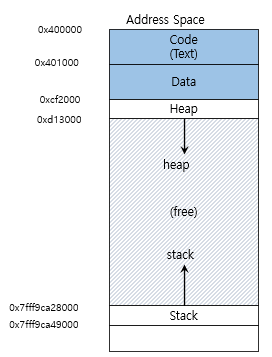 Address Space
0x400000
Code
(Text)
0x401000
Data
0xcf2000
Heap
0xd13000
heap
(free)
stack
0x7fff9ca28000
Stack
0x7fff9ca49000